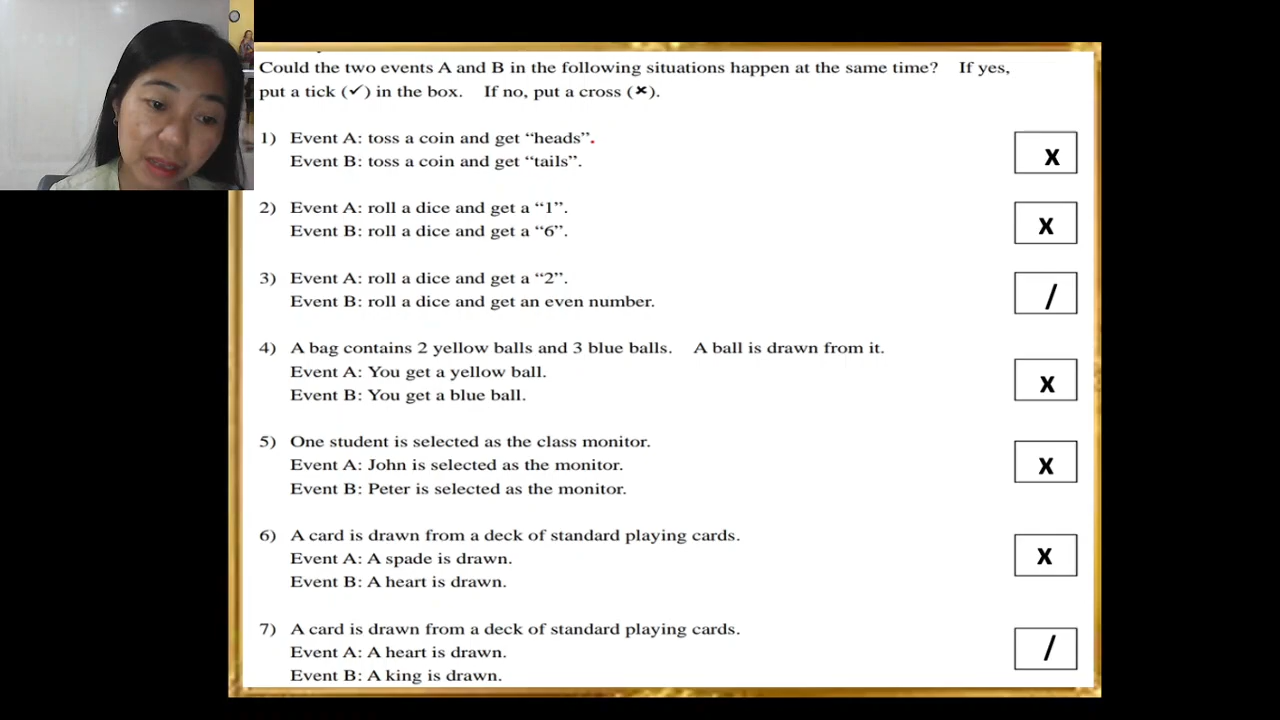 Could the two events A and B in the following situations happen at the same time? If yes,
put a tick (✓) in the box. If no, put a cross (×).
1) Event A: toss a coin and get “heads”.
Event B: toss a coin and get “tails”.
x
2) Event A: roll a dice and get a “1”.
Event B: roll a dice and get a “6”.
x
3) Event A: roll a dice and get a “2”.
Event B: roll a dice and get an even number.
/
4) A bag contains 2 yellow balls and 3 blue balls. A ball is drawn from it.
Event A: You get a yellow ball.
Event B: You get a blue ball.
x
5) One student is selected as the class monitor.
Event A: John is selected as the monitor.
Event B: Peter is selected as the monitor.
x
6) A card is drawn from a deck of standard playing cards.
Event A: A spade is drawn.
Event B: A heart is drawn.
x
7) A card is drawn from a deck of standard playing cards.
Event A: A heart is drawn.
Event B: A king is drawn.
/